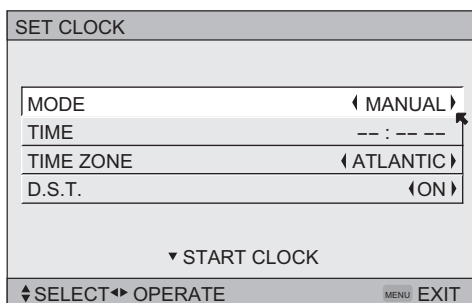 SET CLOCK
MODE MANUAL
TIME -- : -- --
TIME ZONE ATLANTIC
D.S.T. ON
START CLOCK
SELECT OPERATE MENU EXIT